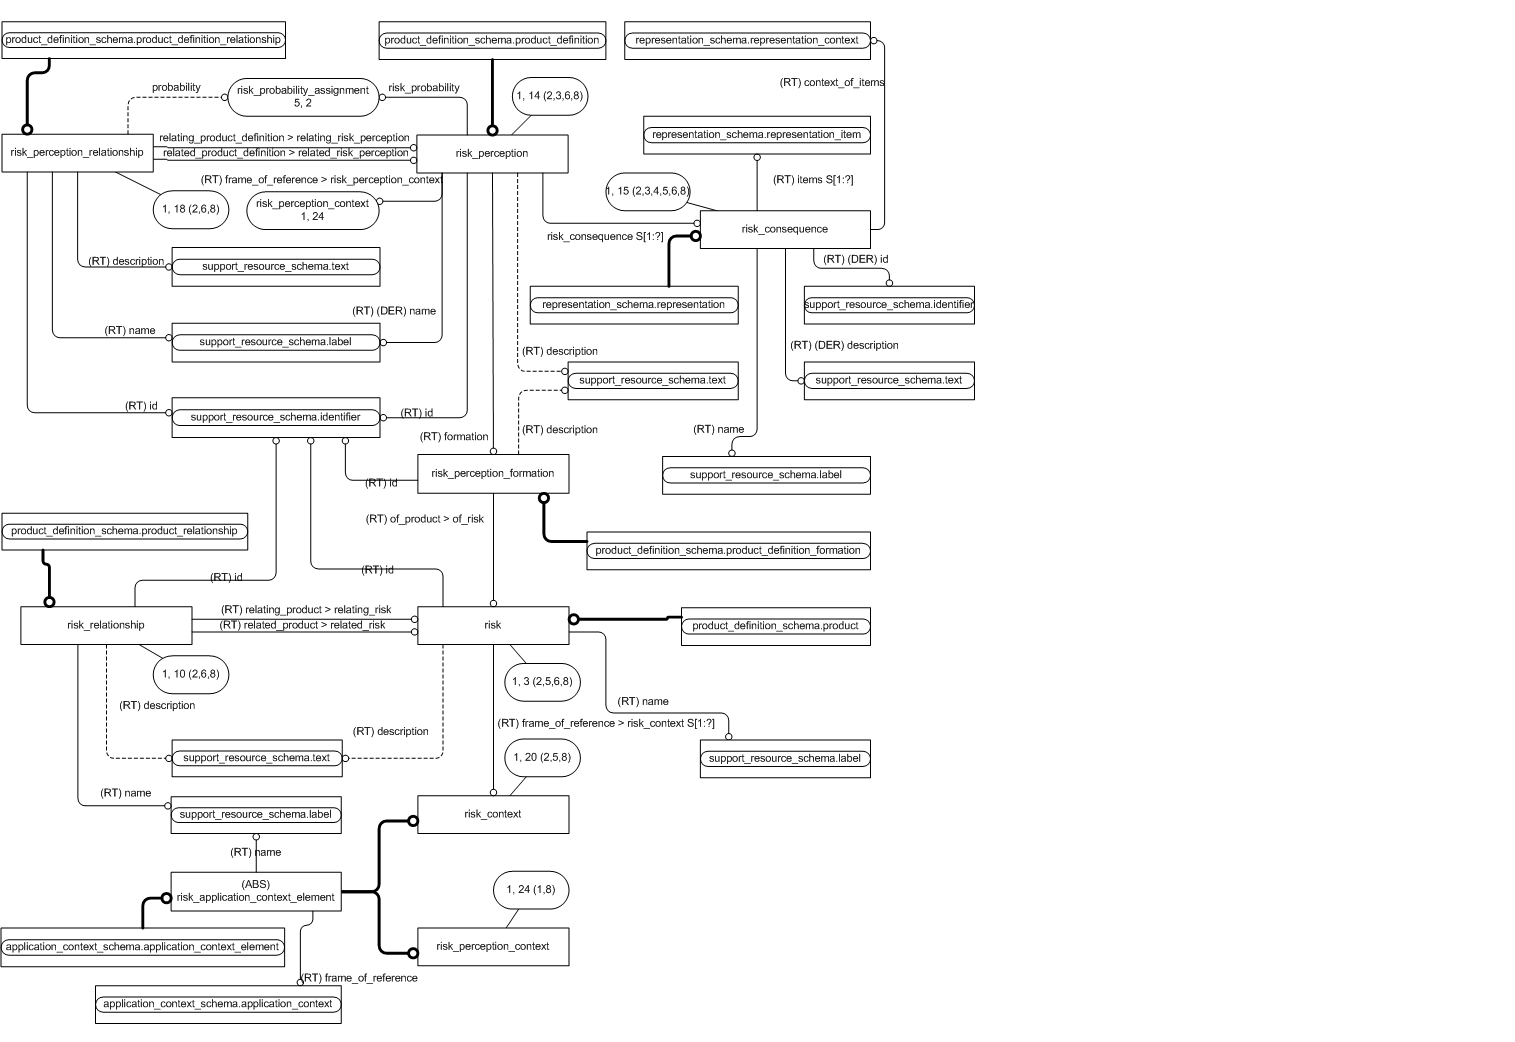 product_definition_schema.product_definition_relationship
product_definition_schema.product_definition
representation_schema.representation_context
(RT) context_of_items
probability
risk_probability_assignment
5, 2
risk_probability
1, 14 (2,3,6,8)
representation_schema.representation_item
risk_perception_relationship
relating_product_definition > relating_risk_perception
related_product_definition > related_risk_perception
risk_perception
(RT) frame_of_reference > risk_perception_context
(RT) items S[1:?]
1, 15 (2,3,4,5,6,8)
1, 18 (2,6,8)
risk_perception_context
1, 24
risk_consequence S[1:?]
risk_consequence
(RT) (DER) id
(RT) description
support_resource_schema.text
representation_schema.representation
support_resource_schema.identifier
(RT) (DER) name
(RT) name
support_resource_schema.label
(RT) description
(RT) (DER) description
support_resource_schema.text
support_resource_schema.text
(RT) id
support_resource_schema.identifier
(RT) id
(RT) formation
(RT) description
(RT) name
risk_perception_formation
support_resource_schema.label
(RT) id
(RT) of_product > of_risk
product_definition_schema.product_relationship
product_definition_schema.product_definition_formation
(RT) id
(RT) id
(RT) relating_product > relating_risk
(RT) related_product > related_risk
risk_relationship
risk
product_definition_schema.product
1, 10 (2,6,8)
1, 3 (2,5,6,8)
(RT) description
(RT) name
(RT) frame_of_reference > risk_context S[1:?]
(RT) description
support_resource_schema.text
1, 20 (2,5,8)
support_resource_schema.label
(RT) name
support_resource_schema.label
risk_context
(RT) name
(ABS)
risk_application_context_element
1, 24 (1,8)
application_context_schema.application_context_element
risk_perception_context
(RT) frame_of_reference
application_context_schema.application_context